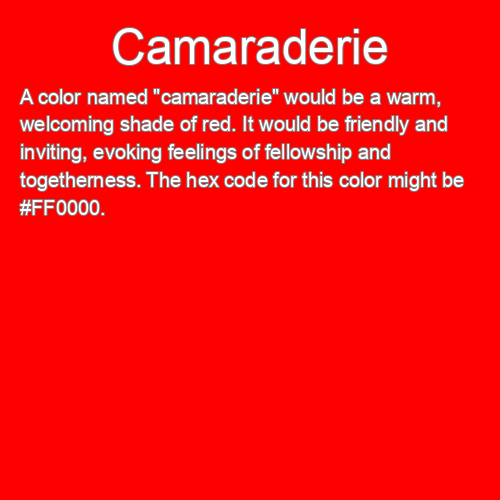 Camaraderie
A color named "camaraderie" would be a warm,
welcoming shade of red. It would be friendly and
inviting, evoking feelings of fellowship and
togetherness. The hex code for this color might be
#FF0000.